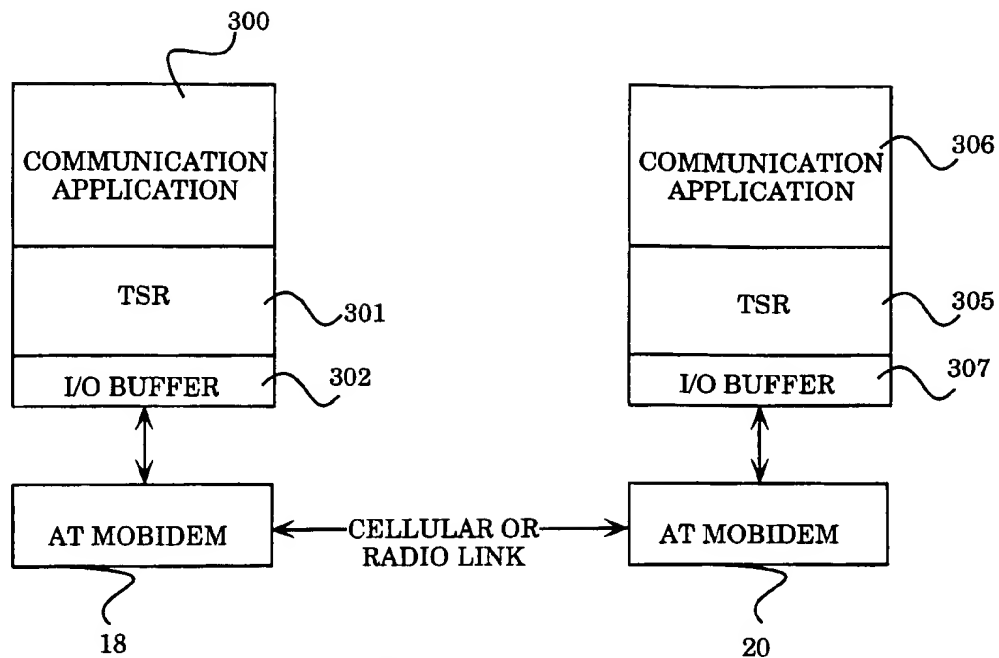 300
COMMUNICATION
APPLICATION
306
COMMUNICATION
APPLICATION
TSR
301
TSR
305
I/O BUFFER
302
I/O BUFFER
307
AT MOBIDEM
CELLULAR OR
RADIO LINK
AT MOBIDEM
18
20